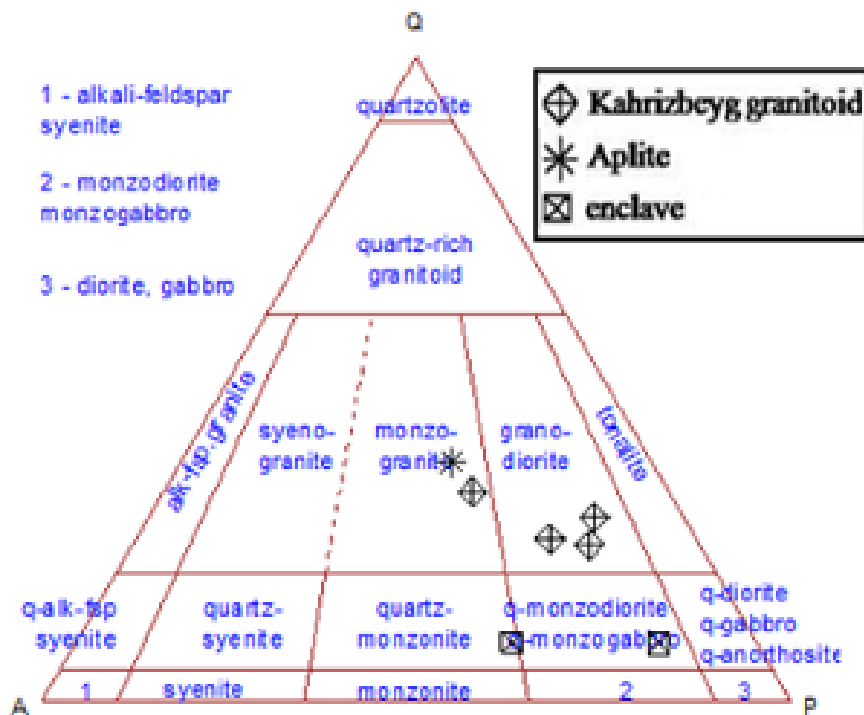 Q
1 - alkali-feldspar
syenite
2 - monzodiorite
monzogabbro
3 - diorite, gabbro
Kahrizbcyg granitoid
Aplite
enclave
quartzolite
quartz-rich
granitoid
alk-fsp.granite
syeno-
granite
monzo-
granite
grano-
diorite
tonalite
q-alk-fsp
syenite
quartz-
syenite
quartz-
monzonite
q-monzodiorite
q-monzogabbro
q-diorite
q-gabbro
q-anorthosite
A
1
syenite
monzonite
2
3
P